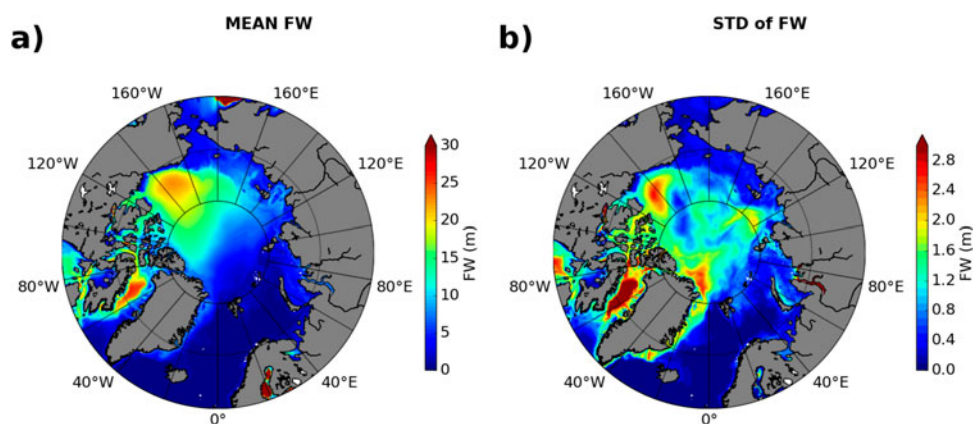 a)
MEAN FW
160°W
160°E
120°W
120°E
80°W
80°E
40°W
40°E
0°
30
25
20
15
10
5
0
FW (m)
b)
STD of FW
160°W
160°E
120°W
120°E
80°W
80°E
40°W
40°E
0°
2.8
2.4
2.0
1.6
1.2
0.8
0.4
0.0
FW (m)